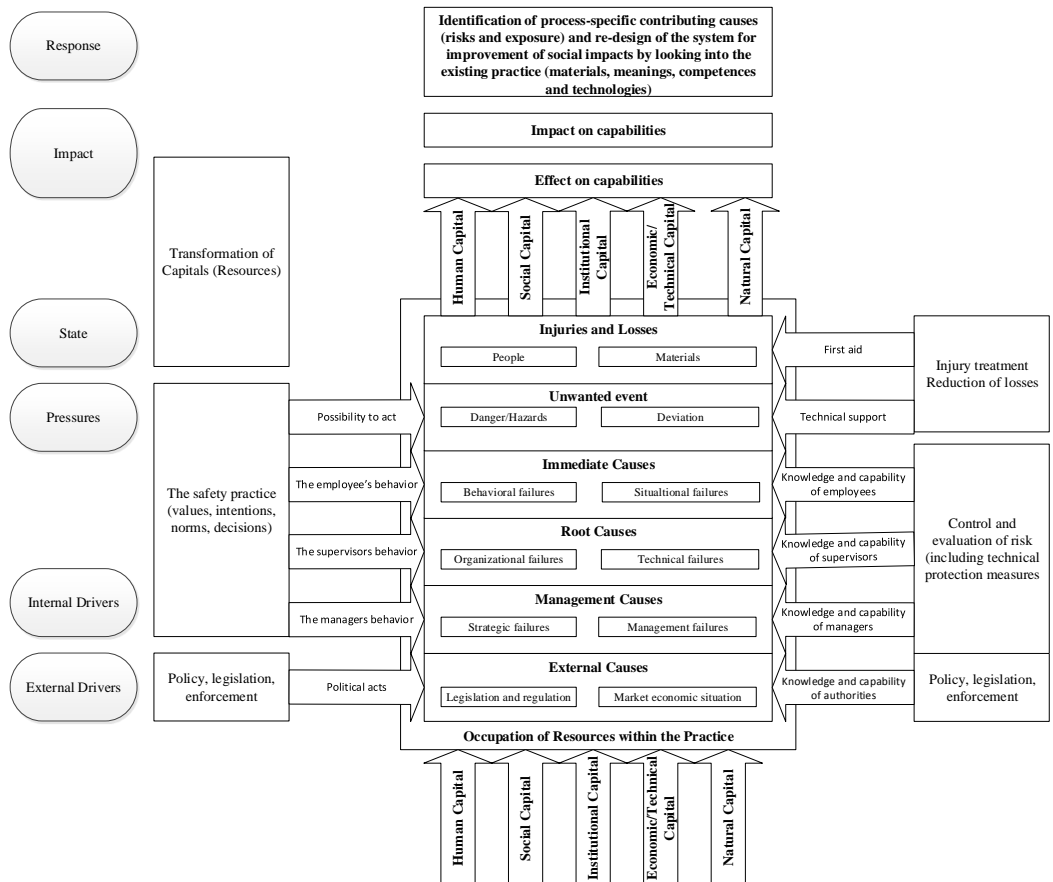 Response
Identification of process-specific contributing causes
(risks and exposure) and re-design of the system for
improvement of social impacts by looking into the
existing practice (materials, meanings, competences
and technologies)
Impact
Impact on capabilities
Effect on capabilities
Transformation of
Capitals (Resources)
Human Capital
Social Capital
Institutional
Capital
Economic/
Technical Capital
Natural Capital
State
Injuries and Losses
People
Materials
First aid
Injury treatment
Reduction of losses
Pressures
Possibility to act
Unwanted event
Danger/Hazards
Deviation
Technical support
The safety practice
(values, intentions,
norms, decisions)
The employee's behavior
Immediate Causes
Behavioral failures
Situaltional failures
Knowledge and capability
of employees
The supervisors behavior
Root Causes
Organizational failures
Technical failures
Knowledge and capability
of supervisors
Control and
evaluation of risk
(including technical
protection measures
Internal Drivers
The managers behavior
Management Causes
Strategic failures
Management failures
Knowledge and capability
of managers
External Drivers
Policy, legislation,
enforcement
Political acts
External Causes
Legislation and regulation
Market economic situation
Knowledge and capability
of authorities
Policy, legislation,
enforcement
Occupation of Resources within the Practice
Human Capital
Social Capital
Institutional Capital
Economic/Technical
Capital
Natural Capital